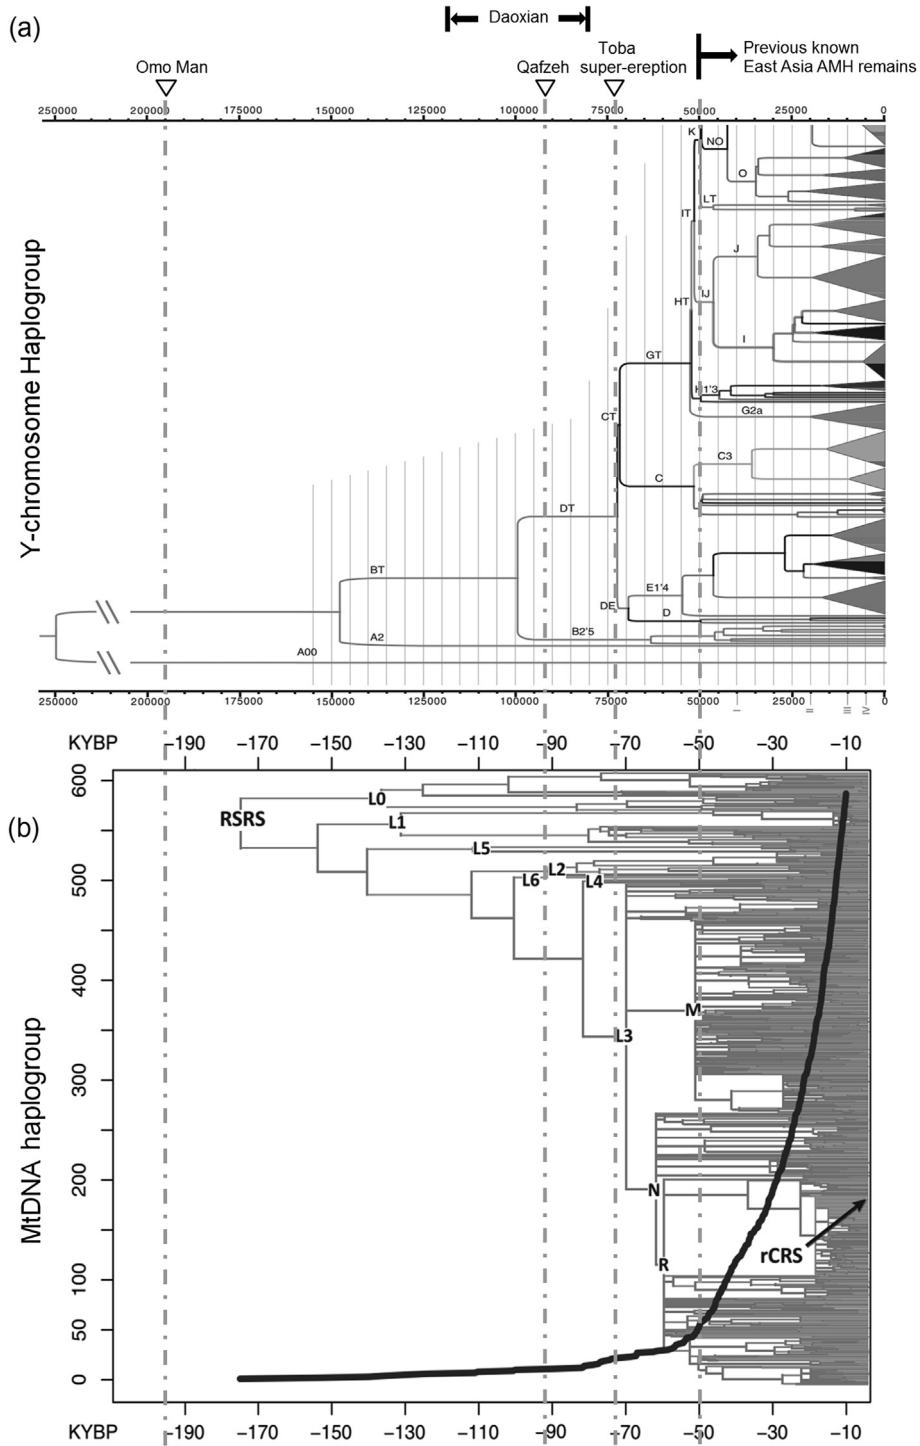 (a)
Daoxian
Omo Man
Qafzeh
Toba
super-ereption
Previous known
East Asia AMH remains
250000 200000 175000 150000 125000 100000 75000 50000 25000 0
Y-chromosome Haplogroup
K
NO
O
LT
IT
J
IJ
HT
I
GT
H1'3
G2a
CT
C3
C
DT
BT
E1'4
DE
D
B2'5
A2
A00
250000 200000 175000 150000 125000 100000 75000 50000 25000 0
I II III IV
KYBP −190 −170 −150 −130 −110 −90 −70 −50 −30 −10
(b)
MtDNA haplogroup
600
500
400
300
200
100
50
0
L0
RSRS
L1
L5
L2
L6
L4
M
L3
N
R
rCRS
KYBP −190 −170 −150 −130 −110 −90 −70 −50 −30 −10